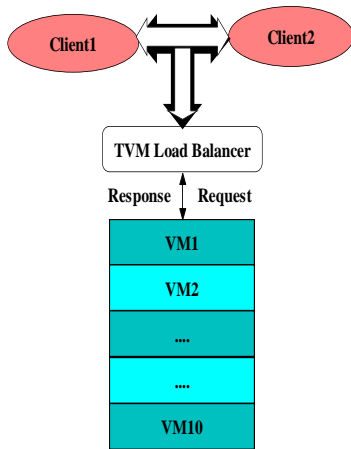 Client1
Client2
TVM Load Balancer
Response Request
VM1
VM2
....
....
VM10